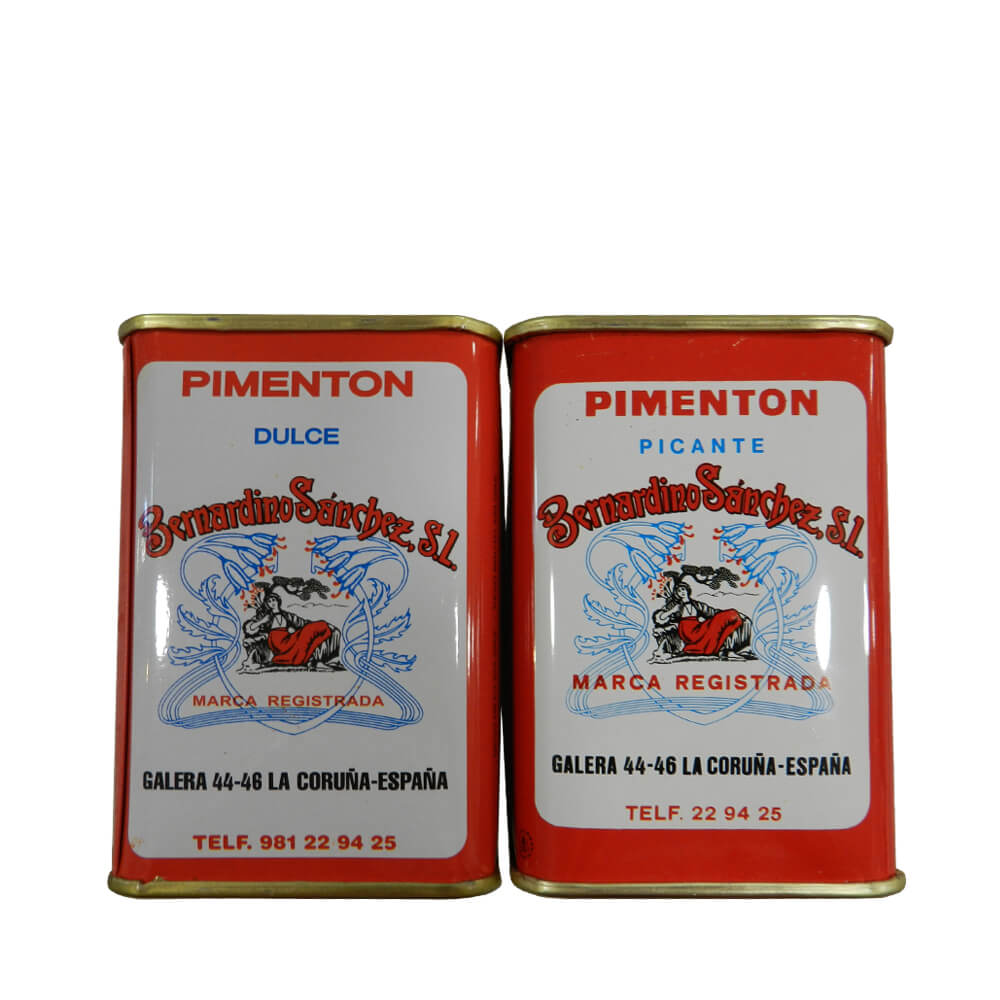 PIMENTON
DULCE
Bernardino Sánchez, S.L.
MARCA REGISTRADA
GALERA 44-46 LA CORUÑA-ESPAÑA
TELF. 981 22 94 25
PIMENTON
PICANTE
Bernardino Sánchez, S.L.
MARCA REGISTRADA
GALERA 44-46 LA CORUÑA-ESPAÑA
TELF. 22 94 25